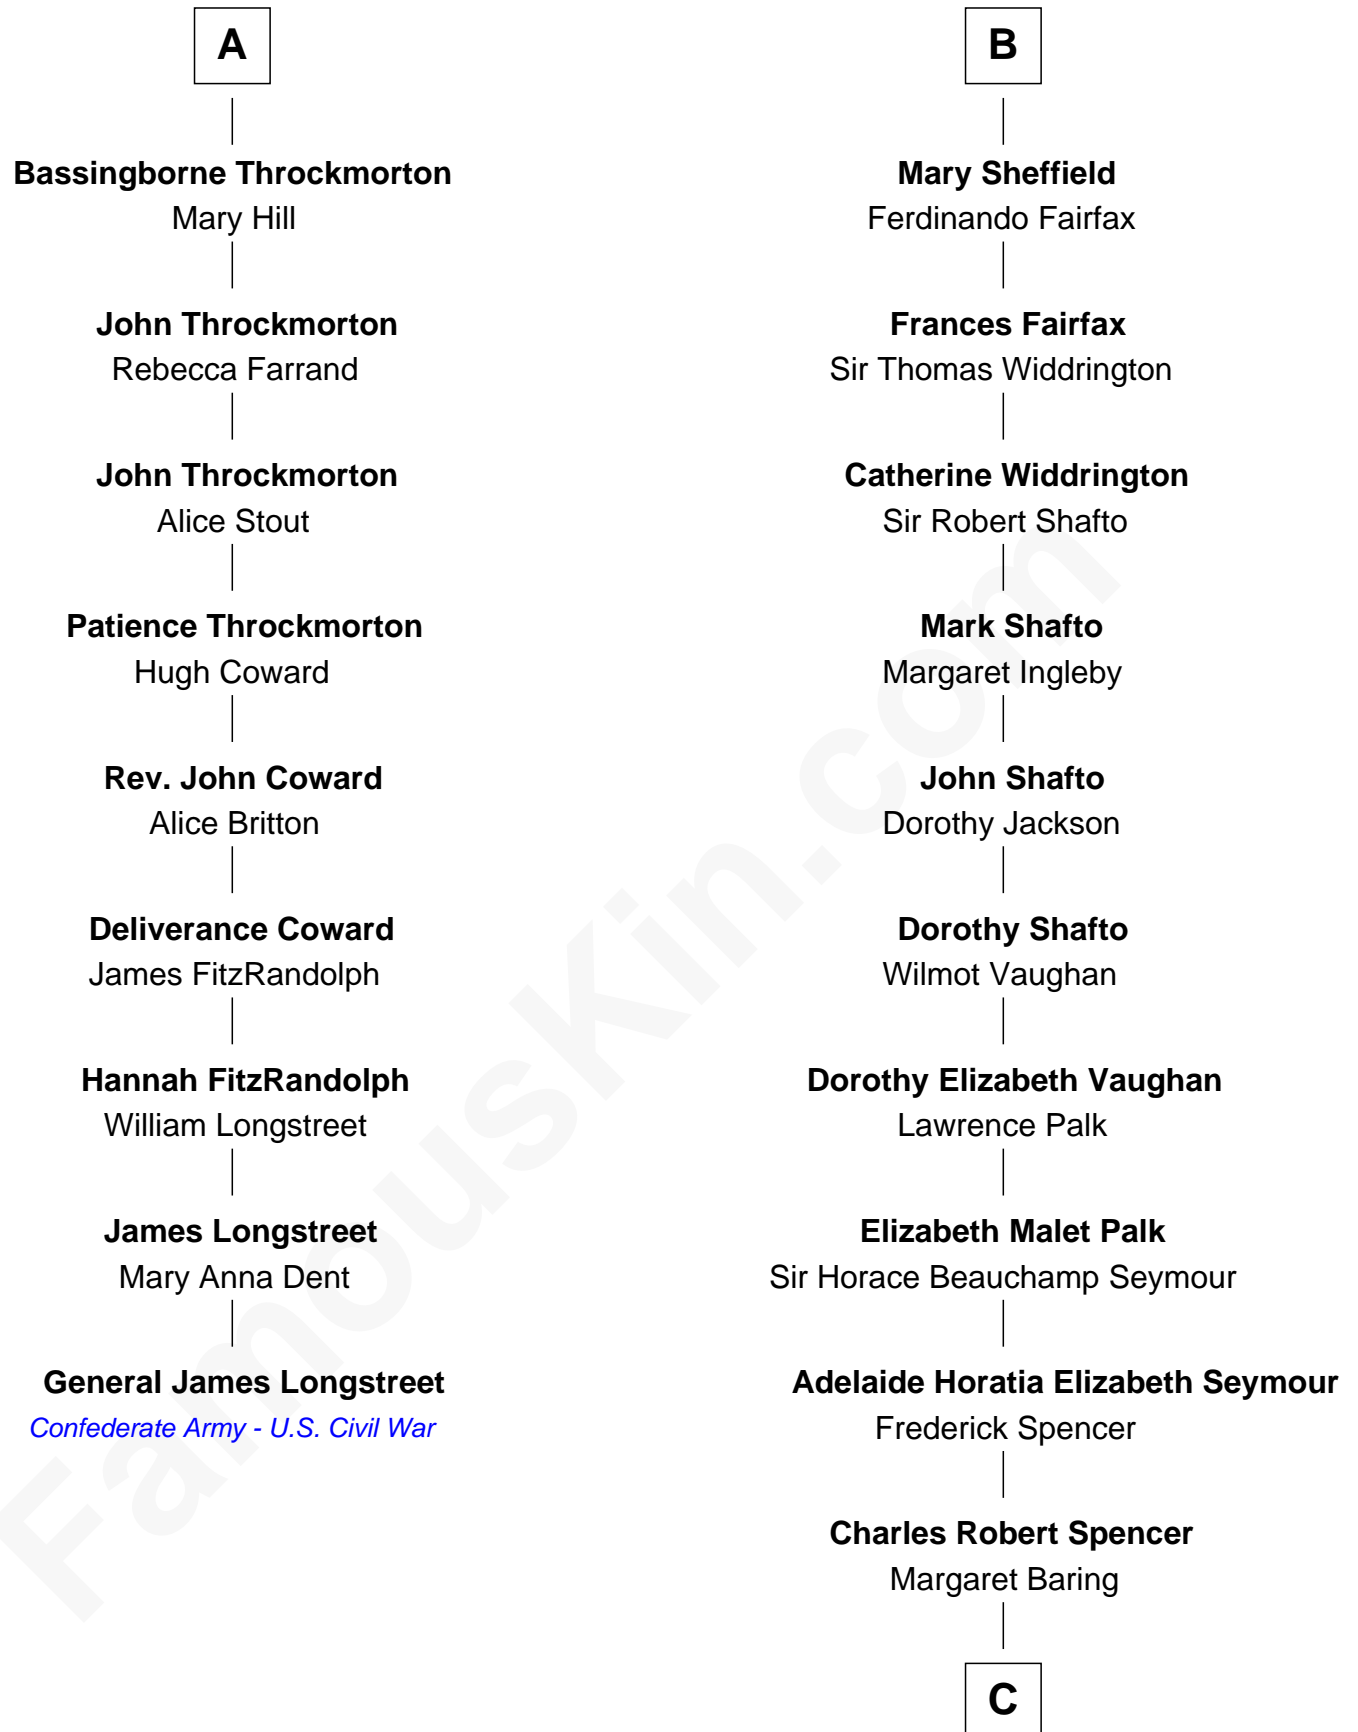 A
Bassingborne Throckmorton
Mary Hill
John Throckmorton
Rebecca Farrand
John Throckmorton
Alice Stout
Patience Throckmorton
Hugh Coward
Rev. John Coward
Alice Britton
Deliverance Coward
James FitzRandolph
Hannah FitzRandolph
William Longstreet
James Longstreet
Mary Anna Dent
General James Longstreet
Confederate Army - U.S. Civil War
B
Mary Sheffield
Ferdinando Fairfax
Frances Fairfax
Sir Thomas Widdrington
Catherine Widdrington
Sir Robert Shafto
Mark Shafto
Margaret Ingleby
John Shafto
Dorothy Jackson
Dorothy Shafto
Wilmot Vaughan
Dorothy Elizabeth Vaughan
Lawrence Palk
Elizabeth Malet Palk
Sir Horace Beauchamp Seymour
Adelaide Horatia Elizabeth Seymour
Frederick Spencer
Charles Robert Spencer
Margaret Baring
C
FamousKin.com